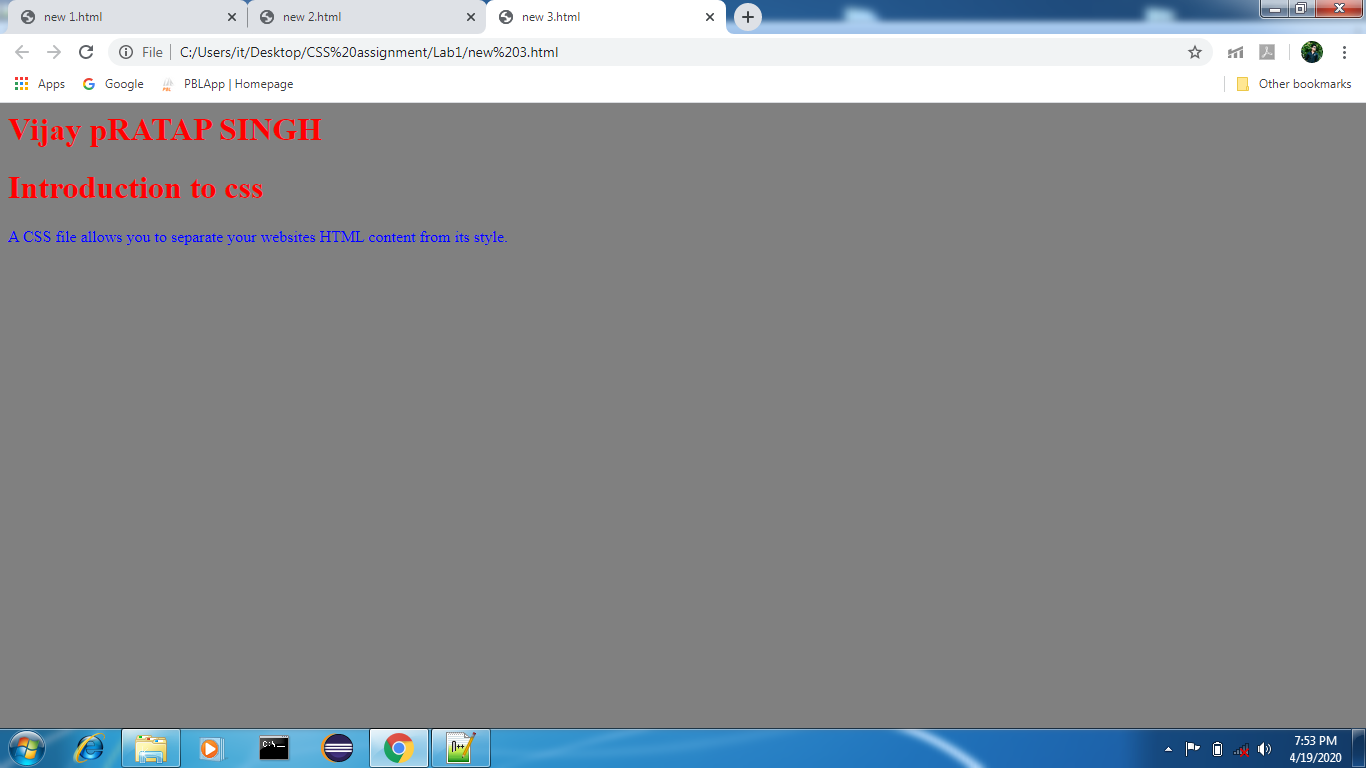 new 1.html new 2.html new 3.html
File C:/Users/it/Desktop/CSS%20assignment/Lab1/new%203.html
Apps Google PBLApp | Homepage Other bookmarks
Vijay pRATAP SINGH
Introduction to css
A CSS file allows you to separate your websites HTML content from its style.
7:53 PM
4/19/2020